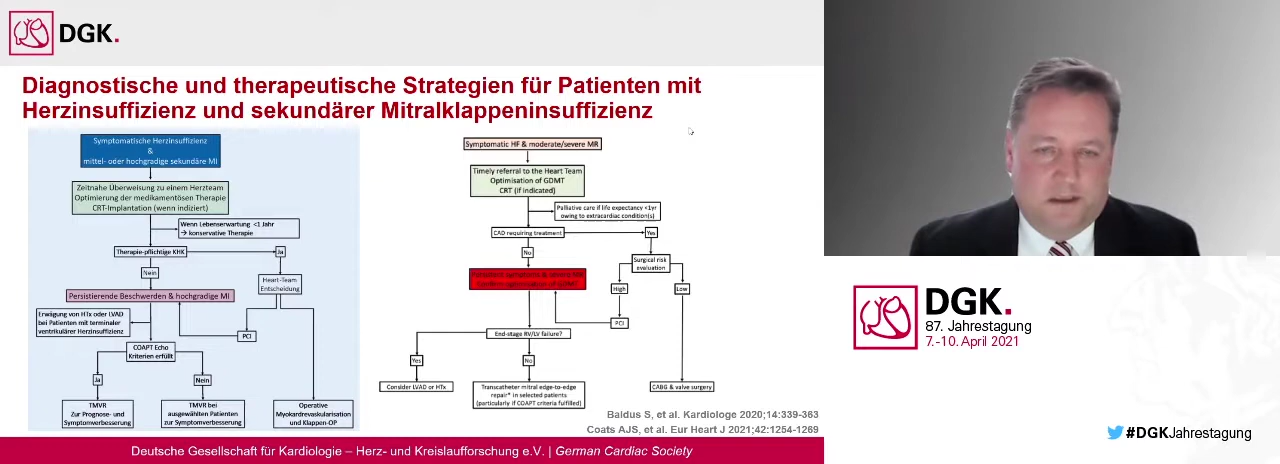 DGK.
Diagnostische und therapeutische Strategien für Patienten mit
Herzinsuffizienz und sekundärer Mitralklappeninsuffizienz
Symptomatische Herzinsuffizienz
&
mittel- oder hochgradige sekundäre MI
Zeitnahe Überweisung zu einem Herzteam
Optimierung der medikamentösen Therapie
CRT-Implantation (wenn indiziert)
Wenn Lebenserwartung <1 Jahr
→ konservative Therapie
Therapie-pflichtige KHK
Ja
Nein
Heart-Team
Entscheidung
Persistierende Beschwerden & hochgradige MI
Erwägung von HTx oder LVAD
bei Patienten mit terminaler
ventrikulärer Herzinsuffizienz
PCI
COAPT Echo
Kriterien erfüllt
Ja
Nein
TMVR
Zur Prognose- und
Symptomverbesserung
TMVR bei
ausgewählten Patienten
zur Symptomverbesserung
Operative
Myokardrevaskularisation
und Klappen-OP
Symptomatic HF & moderate/severe MR
Timely referral to the Heart Team
Optimisation of GDMT
CRT (if indicated)
Palliative care if life expectancy <1yr
owing to extracardiac condition(s)
CAD requiring treatment
Yes
No
Surgical risk
evaluation
High
Low
PCI
End-stage RV/LV failure?
Yes
No
Consider LVAD or HTx
Transcatheter mitral edge-to-edge
repair* in selected patients
(particularly if COAPT criteria fulfilled)
CABG & valve surgery
Baldus S, et al. Kardiologe 2020;14:339-363
Coats AJS, et al. Eur Heart J 2021;42:1254-1269
Deutsche Gesellschaft für Kardiologie – Herz- und Kreislaufforschung e.V. | German Cardiac Society
DGK.
87. Jahrestagung
7.-10. April 2021
#DGKJahrestagung